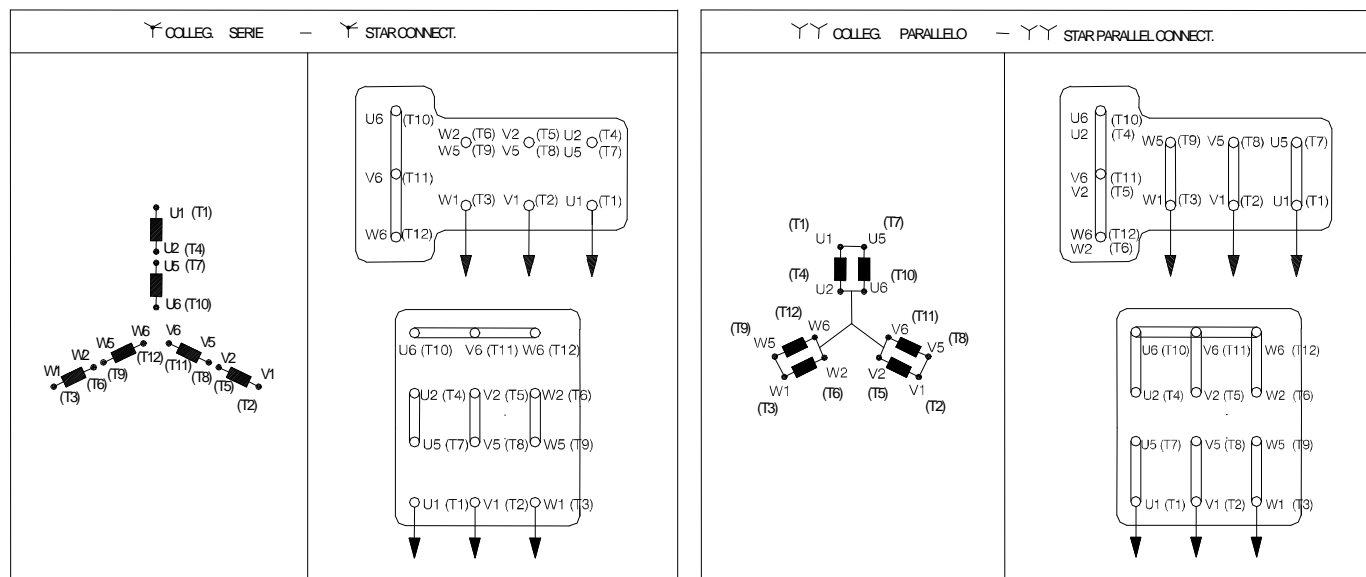 COLLEG. SERIE — STAR CONNECT.
U1 (T1)
U2 (T4)
U5 (T7)
U6 (T10)
W6 V6
W5 V5
W2 (T12) (T11) V2
W1 (T9) (T8) V1
(T6) (T5)
(T3) (T2)
U6 (T10)
W2 (T6) V2 (T5) U2 (T4)
W5 (T9) V5 (T8) U5 (T7)
V6 (T11)
W1 (T3) V1 (T2) U1 (T1)
W6 (T12)
U6 (T10) V6 (T11) W6 (T12)
U2 (T4) V2 (T5) W2 (T6)
U5 (T7) V5 (T8) W5 (T9)
U1 (T1) V1 (T2) W1 (T3)
COLLEG. PARALLELO — STAR PARALLEL CONNECT.
(T1) (T7)
U1 U5
(T4) (T10)
U2 U6
(T12) (T11)
(T9) W6 V6 (T8)
W5 V5
W2 V2
W1 (T6) (T5) V1
(T3) (T2)
U6 (T10)
U2 (T4)
W5 (T9) V5 (T8) U5 (T7)
V6 (T11)
V2 (T5)
W1 (T3) V1 (T2) U1 (T1)
W6 (T12)
W2 (T6)
U6 (T10) V6 (T11) W6 (T12)
U2 (T4) V2 (T5) W2 (T6)
U5 (T7) V5 (T8) W5 (T9)
U1 (T1) V1 (T2) W1 (T3)